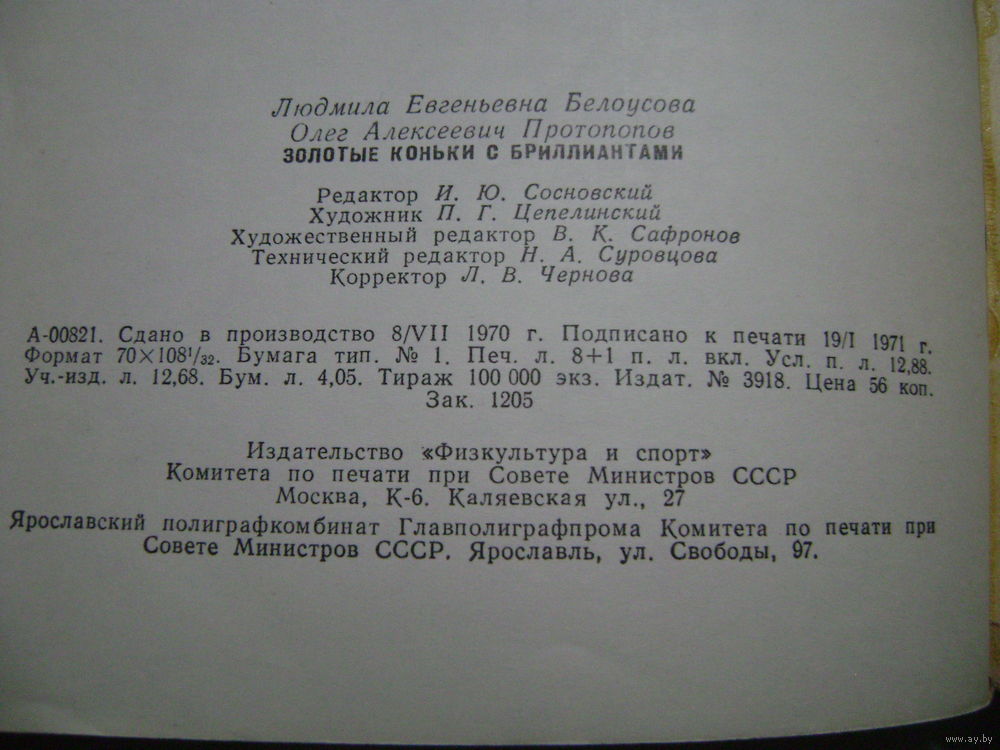 Людмила Евгеньевна Белоусова
Олег Алексеевич Протопопов
ЗОЛОТЫЕ КОНЬКИ С БРИЛЛИАНТАМИ
Редактор И. Ю. Сосновский
Художник П. Г. Цепелинский
Художественный редактор В. К. Сафронов
Технический редактор Н. А. Суровцова
Корректор Л. В. Чернова
А-00821. Сдано в производство 8/VII 1970 г. Подписано к печати 19/I 1971 г.
Формат 70×108¹/₃₂. Бумага тип. № 1. Печ. л. 8+1 п. л. вкл. Усл. п. л. 12,88.
Уч.-изд. л. 12,68. Бум. л. 4,05. Тираж 100 000 экз. Издат. № 3918. Цена 56 коп.
Зак. 1205
Издательство «Физкультура и спорт»
Комитета по печати при Совете Министров СССР
Москва, К-6. Каляевская ул., 27
Ярославский полиграфкомбинат Главполиграфпрома Комитета по печати при
Совете Министров СССР. Ярославль, ул. Свободы, 97.
www.ay.by